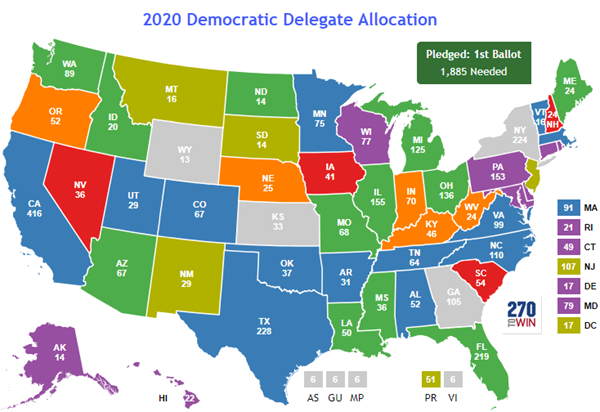 2020 Democratic Delegate Allocation
Pledged: 1st Ballot
1,885 Needed
WA
89
OR
52
CA
416
NV
36
ID
20
MT
16
WY
13
UT
29
AZ
67
CO
67
NM
29
ND
14
SD
14
NE
25
KS
33
OK
37
TX
228
MN
75
IA
41
MO
68
AR
31
LA
50
WI
77
IL
155
MI
125
IN
70
OH
136
KY
46
TN
64
MS
36
AL
52
GA
105
FL
219
SC
54
NC
110
VA
99
WV
24
PA
153
NY
224
VT
16
24
NH
ME
24
91 MA
21 RI
49 CT
107 NJ
17 DE
79 MD
17 DC
270
TO WIN
AK
14
HI
22
6 6 6
AS GU MP
51 6
PR VI